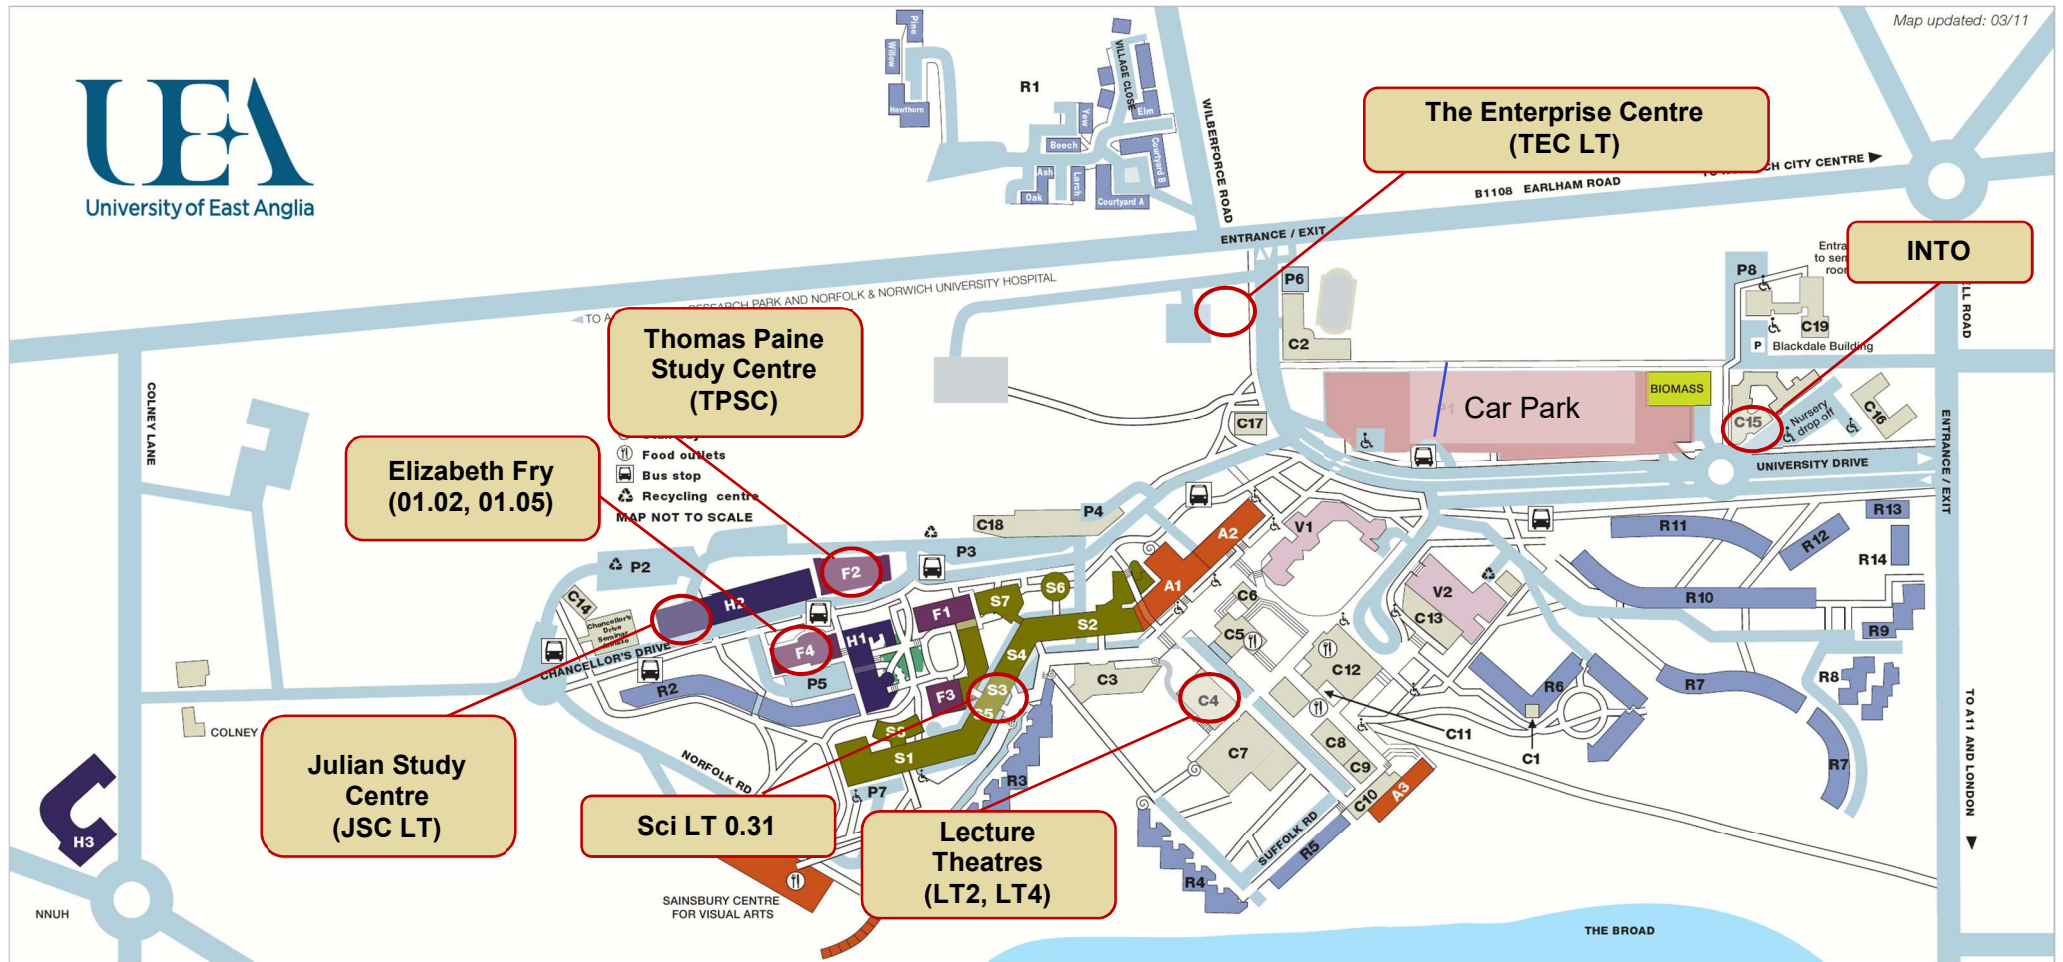 Map updated: 03/11
UEA
University of East Anglia
Pine
Willow
Hawthorn
R1
VILLAGE CLOSE
Elm
Yew
Beech
Courtyard B
Ash
Larch
Oak
Courtyard A
WILBERFORCE ROAD
The Enterprise Centre
(TEC LT)
CITY CENTRE
B1108 EARLHAM ROAD
ENTRANCE / EXIT
INTO
P6
P8
C2
C19
P
Blackdale Building
RESEARCH PARK AND NORFOLK & NORWICH UNIVERSITY HOSPITAL
TO A
Thomas Paine
Study Centre
(TPSC)
COLNEY LANE
BIOMASS
Car Park
C17
C15
Nursery
drop off
C16
ENTRANCE / EXIT
UNIVERSITY DRIVE
Food outlets
Bus stop
Recycling centre
MAP NOT TO SCALE
Elizabeth Fry
(01.02, 01.05)
C18
P4
P3
P2
A2
V1
R11
R12
R13
R14
F2
H2
C14
Chancellor's
Drive
Seminar
Annexe
CHANCELLOR'S DRIVE
F1
S7
S6
S2
A1
C6
C5
V2
C13
R10
R9
F4
H1
P5
R2
S4
F3
S3
S5
C3
C4
C12
R6
R7
R8
COLNEY
NORFOLK RD
S1
P7
R3
C7
C8
C9
C10
A3
C11
C1
R7
TO A11 AND LONDON
Julian Study
Centre
(JSC LT)
Sci LT 0.31
Lecture
Theatres
(LT2, LT4)
SUFFOLK RD
R5
R4
H3
NNUH
SAINSBURY CENTRE
FOR VISUAL ARTS
THE BROAD